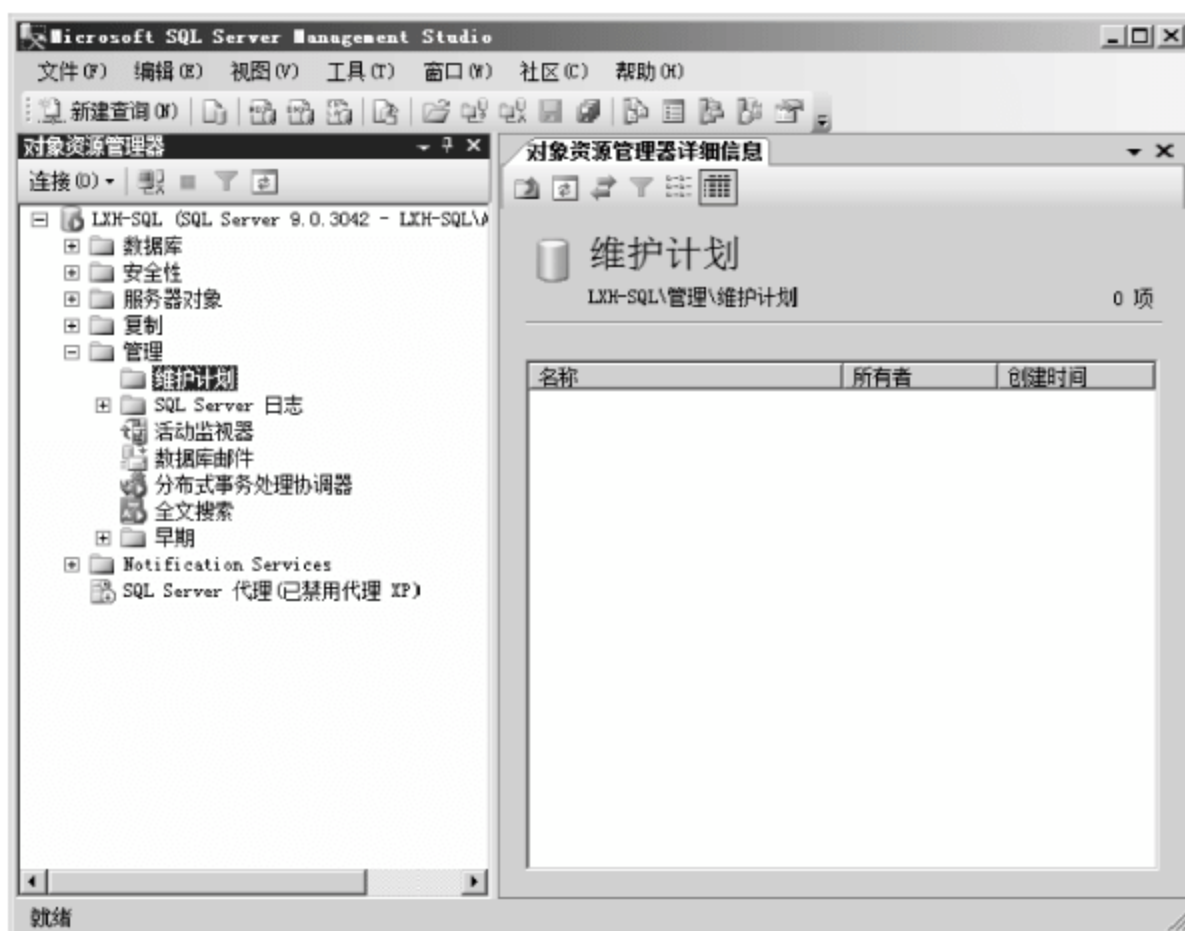 Microsoft SQL Server Management Studio
文件(F) 编辑(E) 视图(V) 工具(T) 窗口(W) 社区(C) 帮助(H)
新建查询(N)
对象资源管理器
连接(O)
LXH-SQL (SQL Server 9.0.3042 - LXH-SQL\A
数据库
安全性
服务器对象
复制
管理
维护计划
SQL Server 日志
活动监视器
数据库邮件
分布式事务处理协调器
全文搜索
早期
Notification Services
SQL Server 代理(已禁用代理 XP)
对象资源管理器详细信息
维护计划
LXH-SQL\管理\维护计划 0 项
名称 所有者 创建时间
就绪